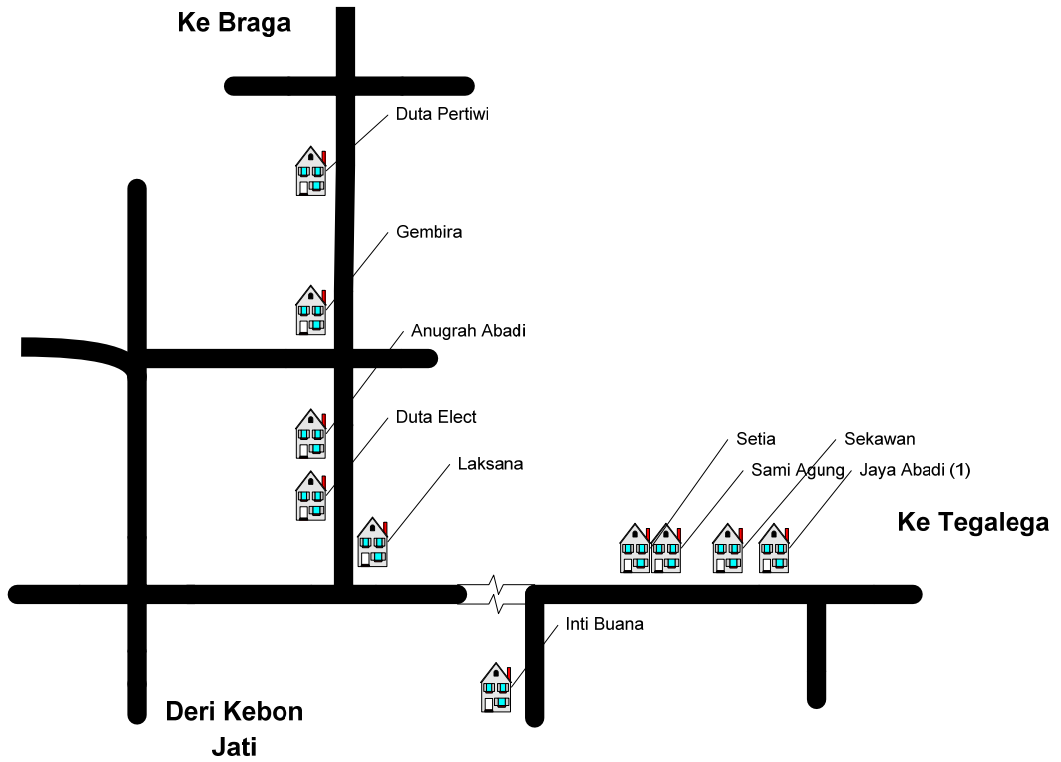 Ke Braga
Duta Pertiwi
Gembira
Anugrah Abadi
Duta Elect
Laksana
Setia
Sekawan
Sami Agung
Jaya Abadi (1)
Ke Tegalega
Inti Buana
Deri Kebon
Jati